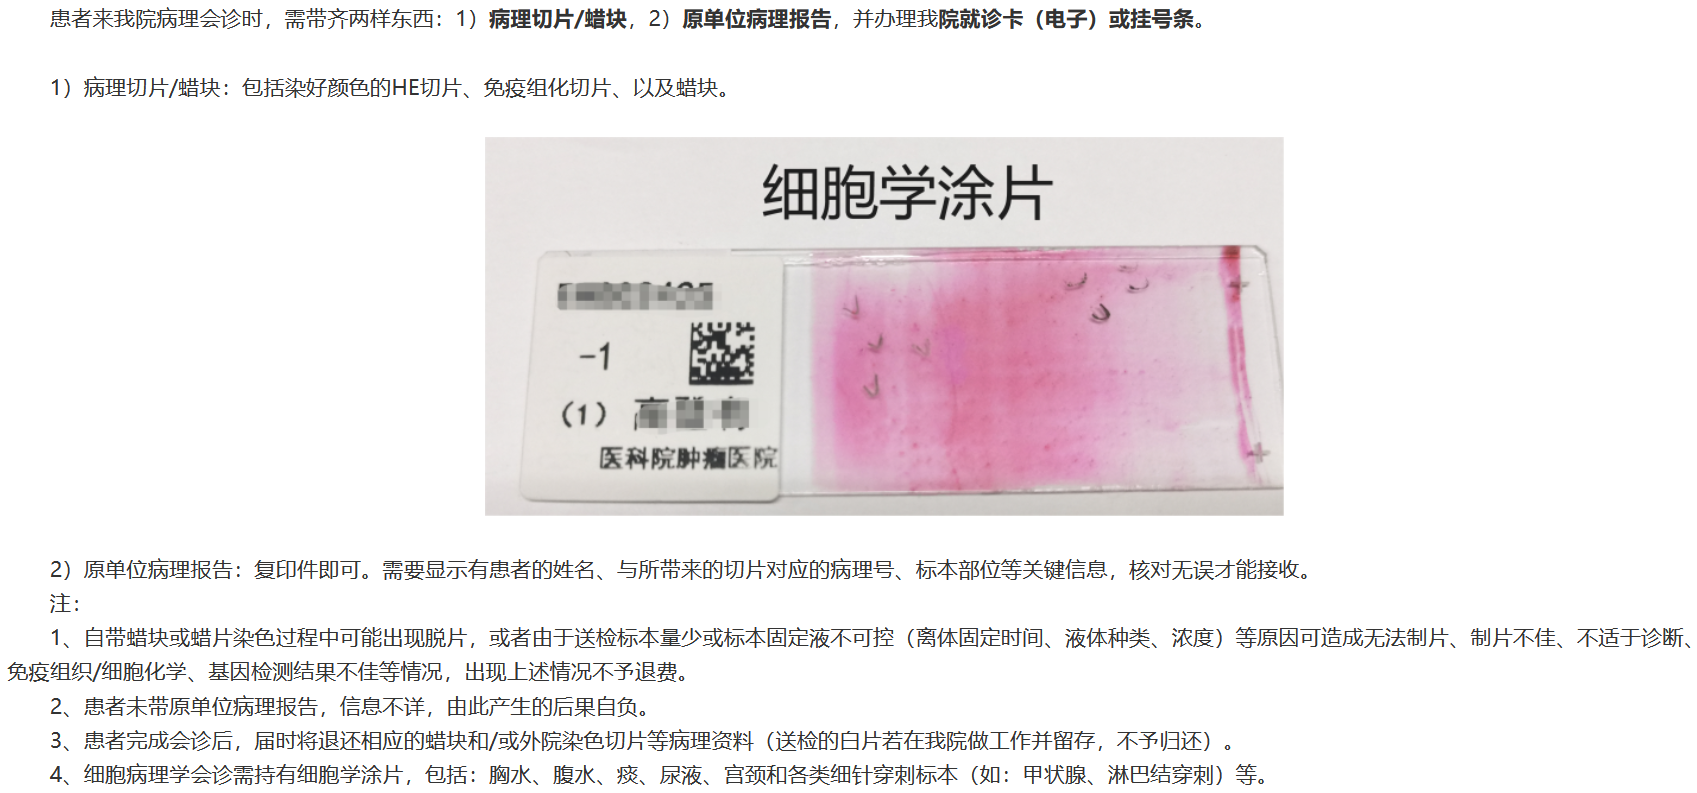 患者来我院病理会诊时，需带齐两样东西：1）病理切片/蜡块，2）原单位病理报告，并办理我院就诊卡（电子）或挂号条。
1）病理切片/蜡块：包括染好颜色的HE切片、免疫组化切片、以及蜡块。
细胞学涂片
-1
（1）
医科院肿瘤医院
2）原单位病理报告：复印件即可。需要显示有患者的姓名、与所带来的切片对应的病理号、标本部位等关键信息，核对无误才能接收。
注：
1、自带蜡块或蜡片染色过程中可能出现脱片，或者由于送检标本量少或标本固定液不可控（离体固定时间、液体种类、浓度）等原因可造成无法制片、制片不佳、不适于诊断、
免疫组织/细胞化学、基因检测结果不佳等情况，出现上述情况不予退费。
2、患者未带原单位病理报告，信息不详，由此产生的后果自负。
3、患者完成会诊后，届时将退还相应的蜡块和/或外院染色切片等病理资料（送检的白片若在我院做工作并留存，不予归还）。
4、细胞病理学会诊需持有细胞学涂片，包括：胸水、腹水、痰、尿液、宫颈和各类细针穿刺标本（如：甲状腺、淋巴结穿刺）等。